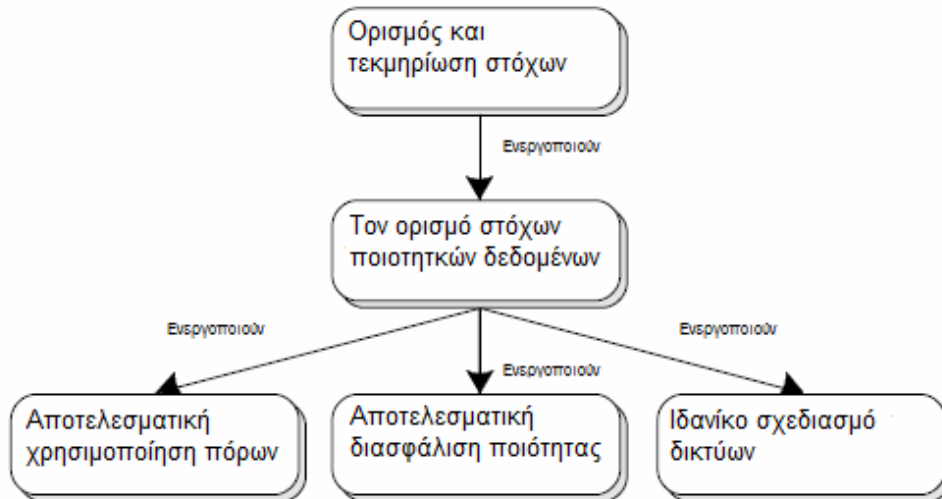 Ορισμός και
τεκμηρίωση στόχων
Ενεργοποιούν
Τον ορισμό στόχων
ποιοτητκών δεδομένων
Ενεργοποιούν
Ενεργοποιούν
Ενεργοποιούν
Αποτελεσματική
χρησιμοποίηση πόρων
Αποτελεσματική
διασφάλιση ποιότητας
Ιδανίκο σχεδιασμό
δικτύων